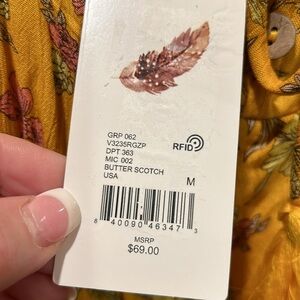 GRP 062
V3235RGZP
RFID
DPT 363
MIC 002
BUTTER SCOTCH
USA
M
8 40090 46347 3
MSRP
$69.00